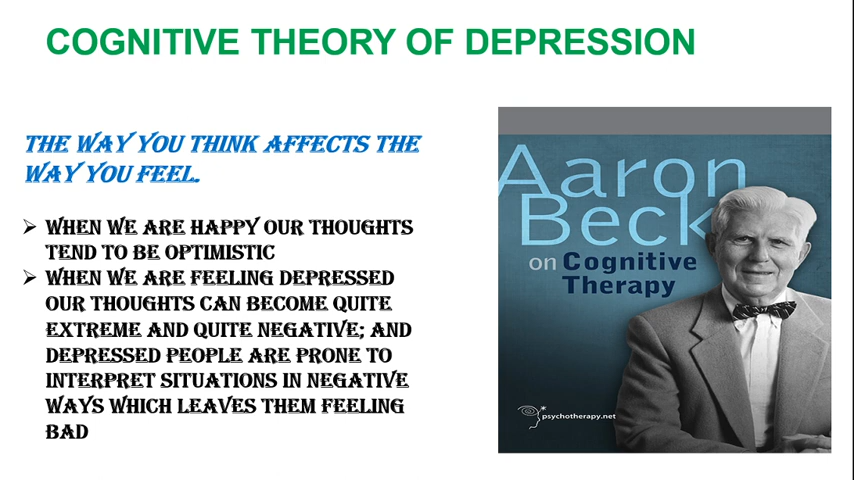 COGNITIVE THEORY OF DEPRESSION
THE WAY YOU THINK AFFECTS THE
WAY YOU FEEL.
WHEN WE ARE HAPPY OUR THOUGHTS
TEND TO BE OPTIMISTIC
WHEN WE ARE FEELING DEPRESSED
OUR THOUGHTS CAN BECOME QUITE
EXTREME AND QUITE NEGATIVE; AND
DEPRESSED PEOPLE ARE PRONE TO
INTERPRET SITUATIONS IN NEGATIVE
WAYS WHICH LEAVES THEM FEELING
BAD
Aaron
Beck
on Cognitive
Therapy
psychotherapy.net